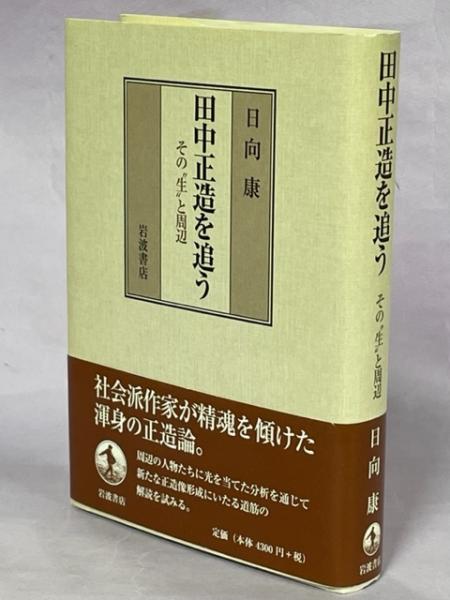 日向 康
田中正造を追う
その〝生〟と周辺
岩波書店
社会派作家が精魂を傾けた
渾身の正造論。
周辺の人物たちに光を当てた分析を通じて
新たな正造像形成にいたる道筋の
解読を試みる。
岩波書店
定価（本体4300円+税）
田中正造を追う
その〝生〟と周辺
日向 康
岩波書店